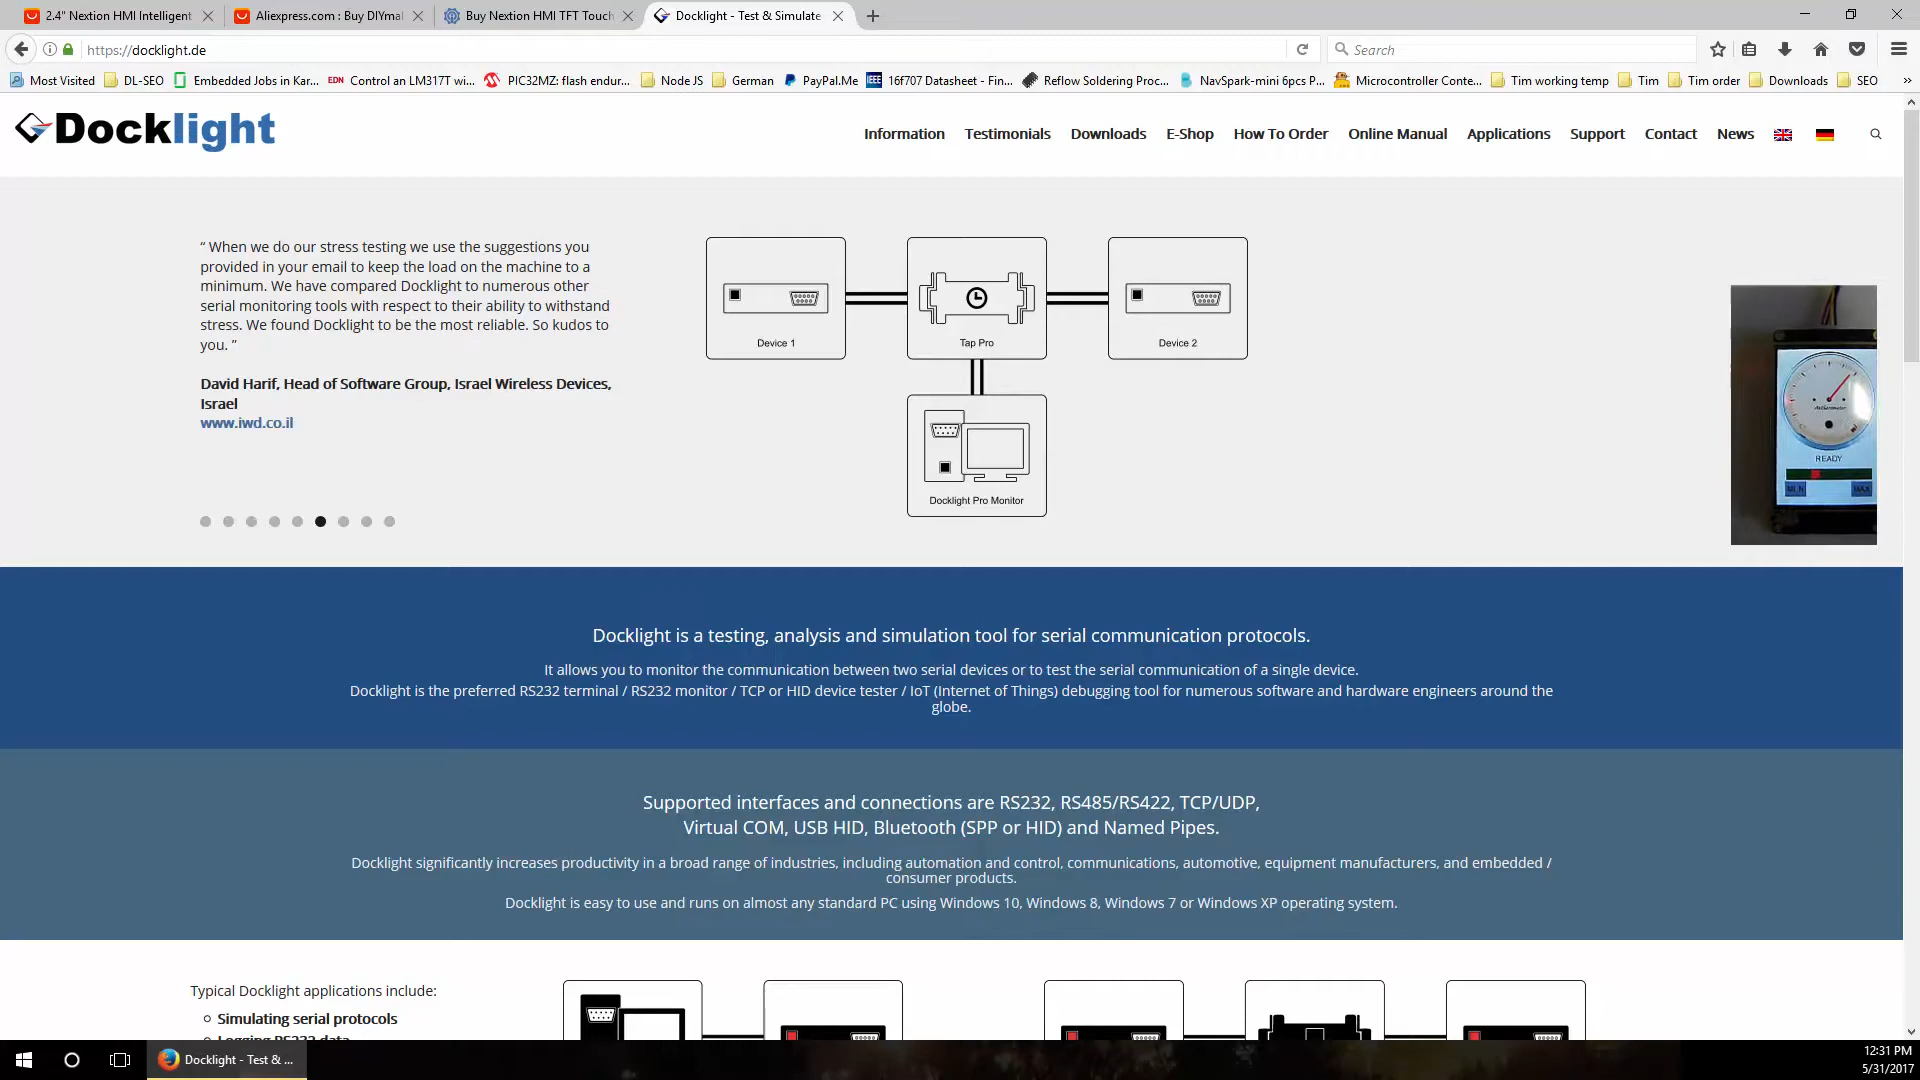 2.4" Nextion HMI Intelligent
Aliexpress.com : Buy DIYmal
Buy Nextion HMI TFT Touch
Docklight - Test & Simulate
https://docklight.de
Search
Most Visited
DL-SEO
Embedded Jobs in Kar...
EDN
Control an LM317T wi...
PIC32MZ: flash endur...
Node JS
German
PayPal.Me
IEEE
16f707 Datasheet - Fin...
Reflow Soldering Proc...
NavSpark-mini 6pcs P...
Microcontroller Conte...
Tim working temp
Tim
Tim order
Downloads
SEO
Docklight
Information
Testimonials
Downloads
E-Shop
How To Order
Online Manual
Applications
Support
Contact
News
“ When we do our stress testing we use the suggestions you
provided in your email to keep the load on the machine to a
minimum. We have compared Docklight to numerous other
serial monitoring tools with respect to their ability to withstand
stress. We found Docklight to be the most reliable. So kudos to
you. ”
David Harif, Head of Software Group, Israel Wireless Devices,
Israel
www.iwd.co.il
Device 1
Tap Pro
Device 2
Docklight Pro Monitor
READY
MIN
MAX
Docklight is a testing, analysis and simulation tool for serial communication protocols.
It allows you to monitor the communication between two serial devices or to test the serial communication of a single device.
Docklight is the preferred RS232 terminal / RS232 monitor / TCP or HID device tester / IoT (Internet of Things) debugging tool for numerous software and hardware engineers around the
globe.
Supported interfaces and connections are RS232, RS485/RS422, TCP/UDP,
Virtual COM, USB HID, Bluetooth (SPP or HID) and Named Pipes.
Docklight significantly increases productivity in a broad range of industries, including automation and control, communications, automotive, equipment manufacturers, and embedded /
consumer products.
Docklight is easy to use and runs on almost any standard PC using Windows 10, Windows 8, Windows 7 or Windows XP operating system.
Typical Docklight applications include:
Simulating serial protocols
Logging RS232 data
Docklight - Test & ...
12:31 PM
5/31/2017